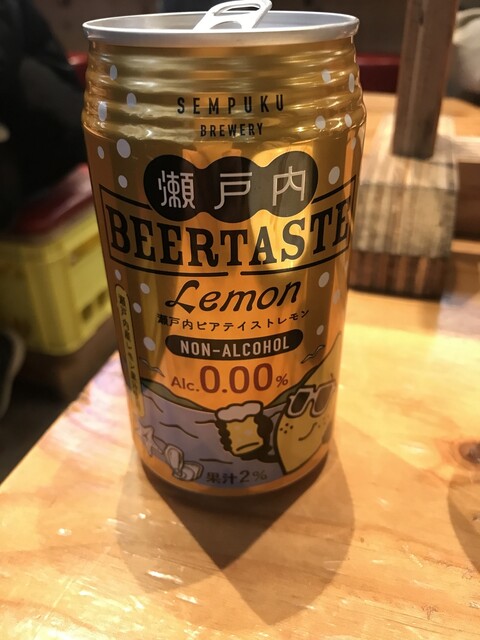 SEMPUKU
BREWERY
瀬戸内
BEERTASTE
Lemon
瀬戸内ビアテイストレモン
NON-ALCOHOL
Alc.0.00%
果汁2%